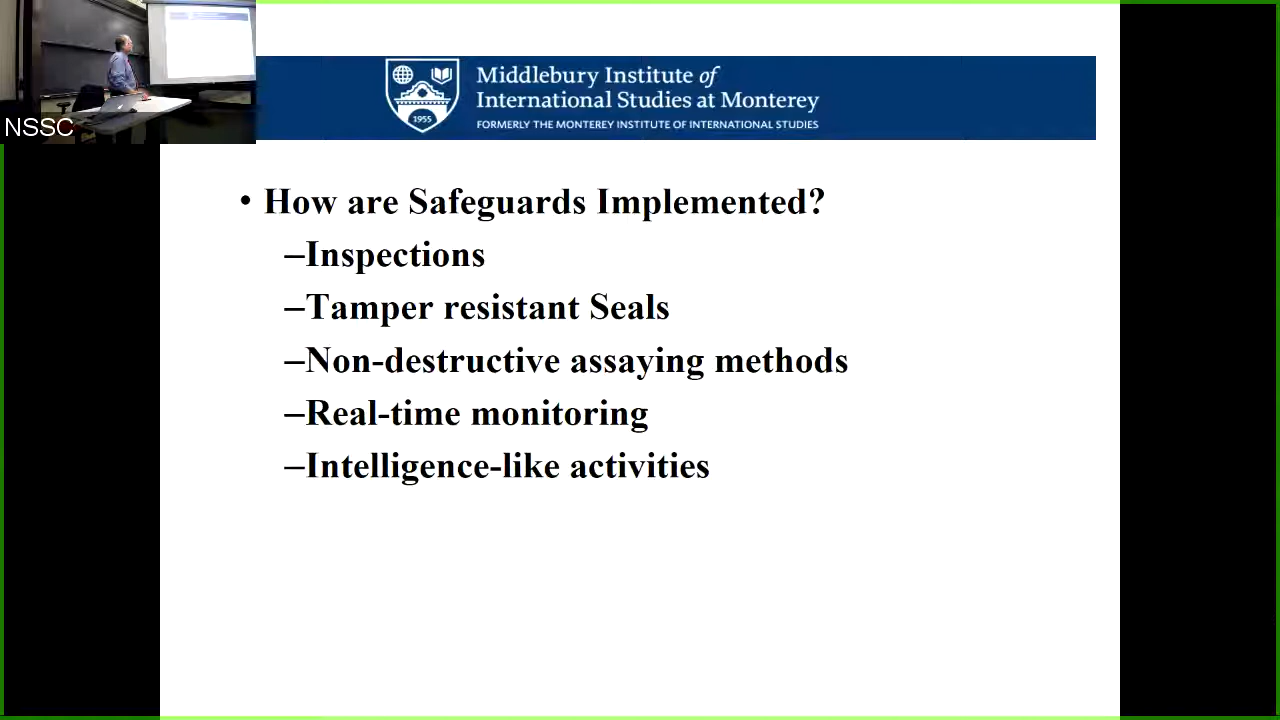 NSSC
Middlebury Institute of
International Studies at Monterey
FORMERLY THE MONTEREY INSTITUTE OF INTERNATIONAL STUDIES
1955
• How are Safeguards Implemented?
–Inspections
–Tamper resistant Seals
–Non-destructive assaying methods
–Real-time monitoring
–Intelligence-like activities